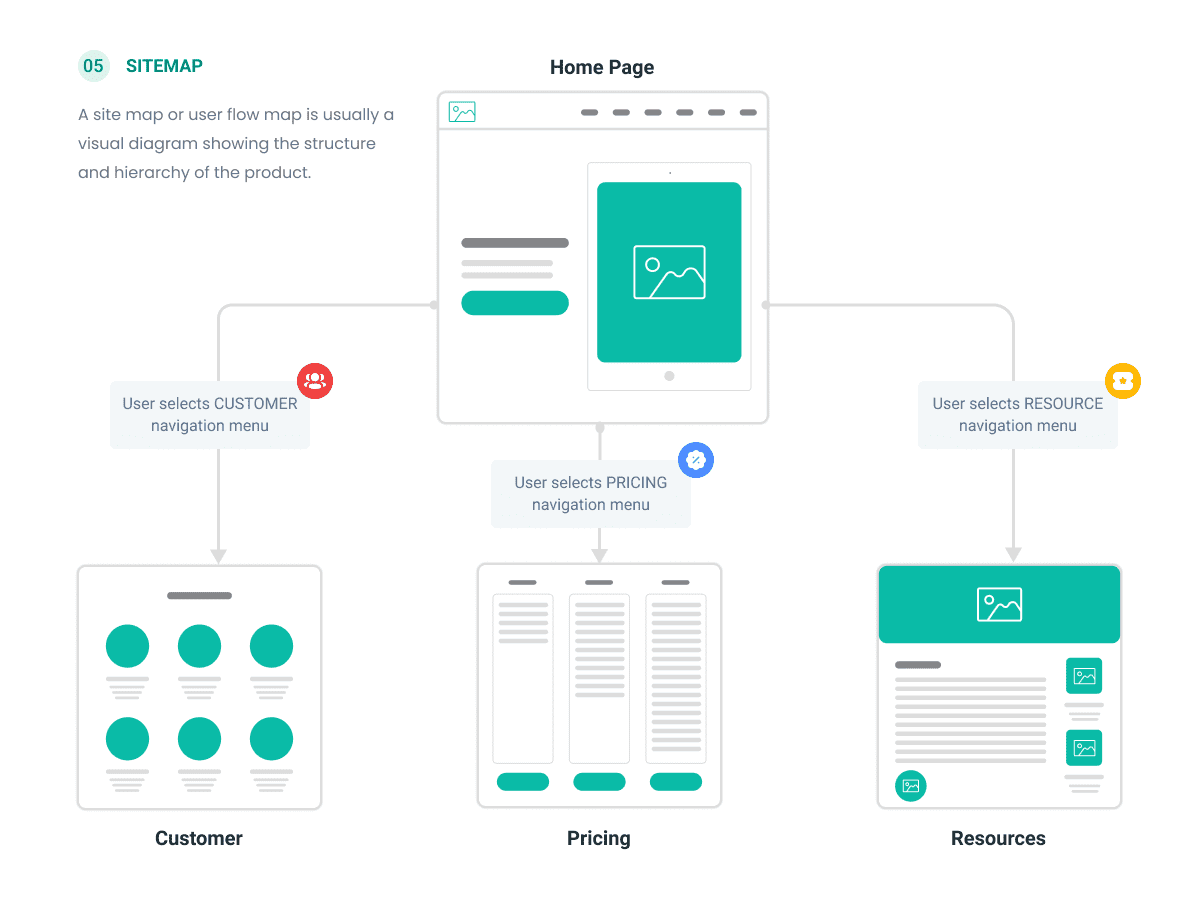 05 SITEMAP
A site map or user flow map is usually a
visual diagram showing the structure
and hierarchy of the product.
Home Page
User selects CUSTOMER
navigation menu
User selects PRICING
navigation menu
User selects RESOURCE
navigation menu
Customer
Pricing
Resources